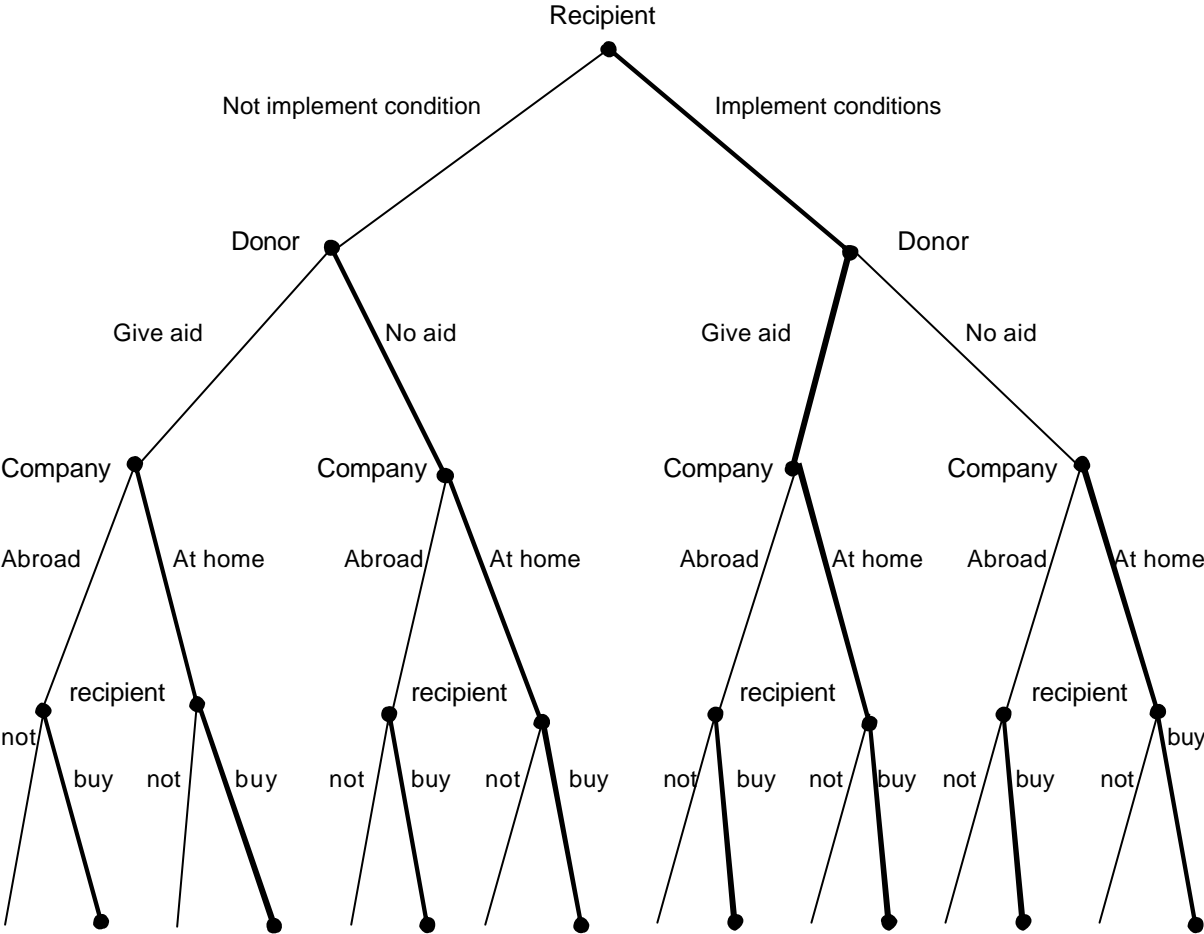 Recipient
Not implement condition Implement conditions
Donor Donor
Give aid No aid Give aid No aid
Company Company Company Company
Abroad At home Abroad At home Abroad At home Abroad At home
recipient recipient recipient recipient
not buy
buy not buy not buy not buy not buy not buy not buy not